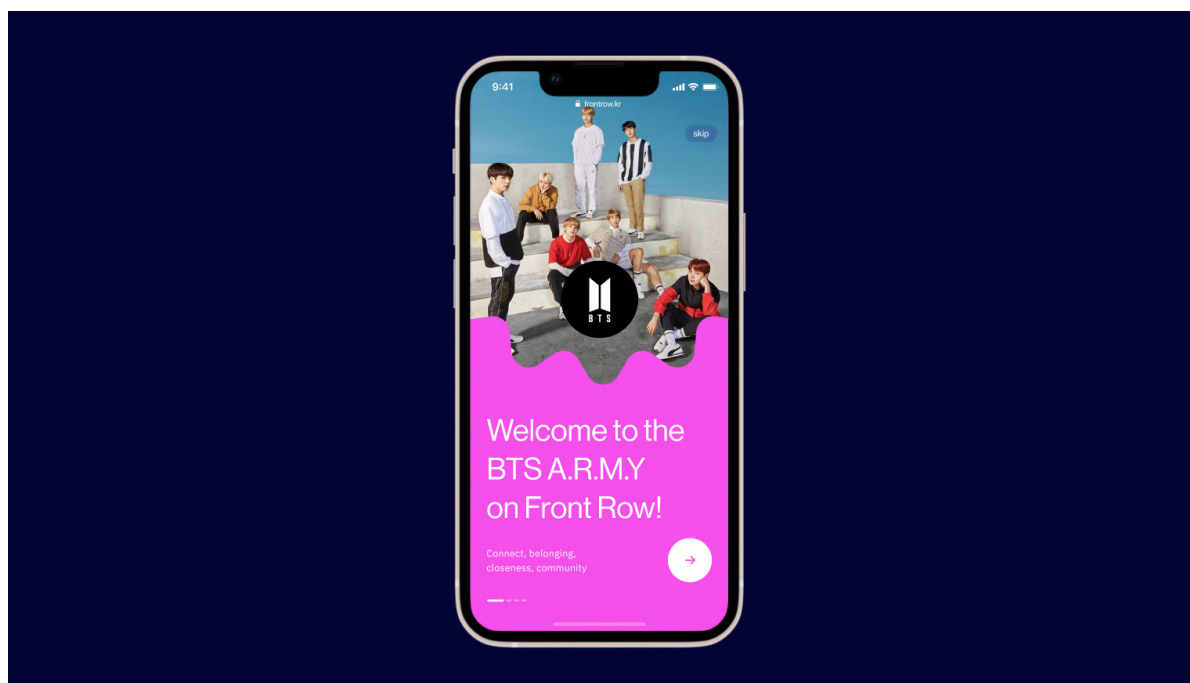 9:41
frontrow.kr
skip
BTS
Welcome to the
BTS A.R.M.Y
on Front Row!
Connect, belonging,
closeness, community